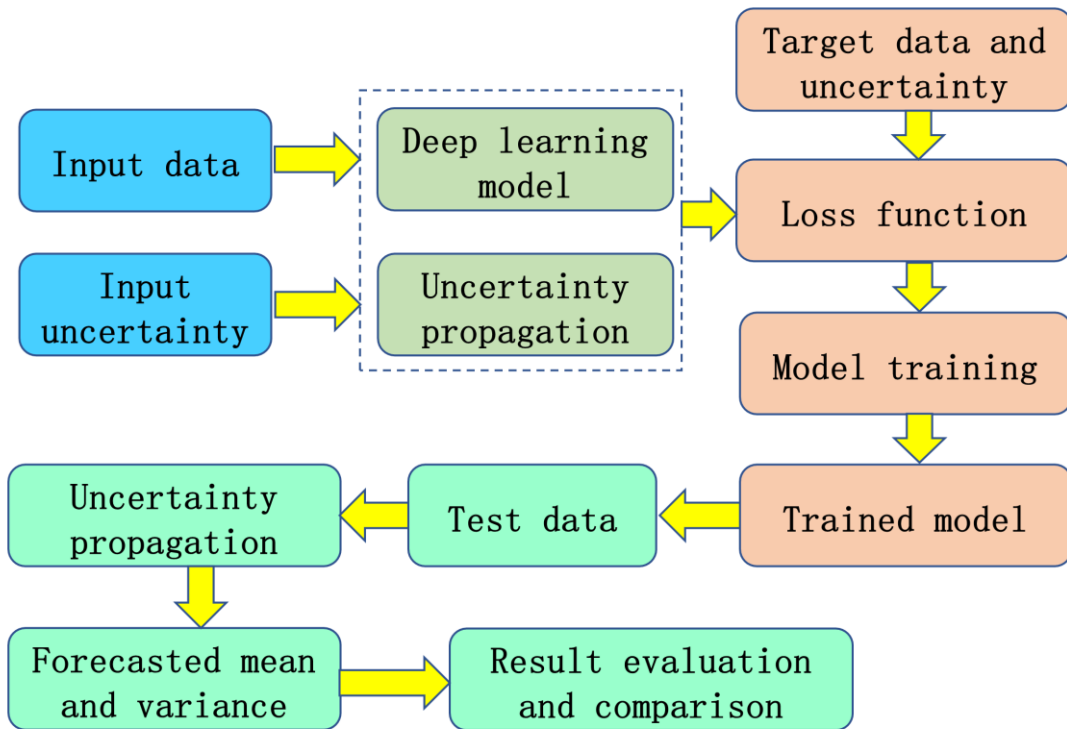 Target data and
uncertainty
Input data
Deep learning
model
Loss function
Input
uncertainty
Uncertainty
propagation
Model training
Uncertainty
propagation
Test data
Trained model
Forecasted mean
and variance
Result evaluation
and comparison